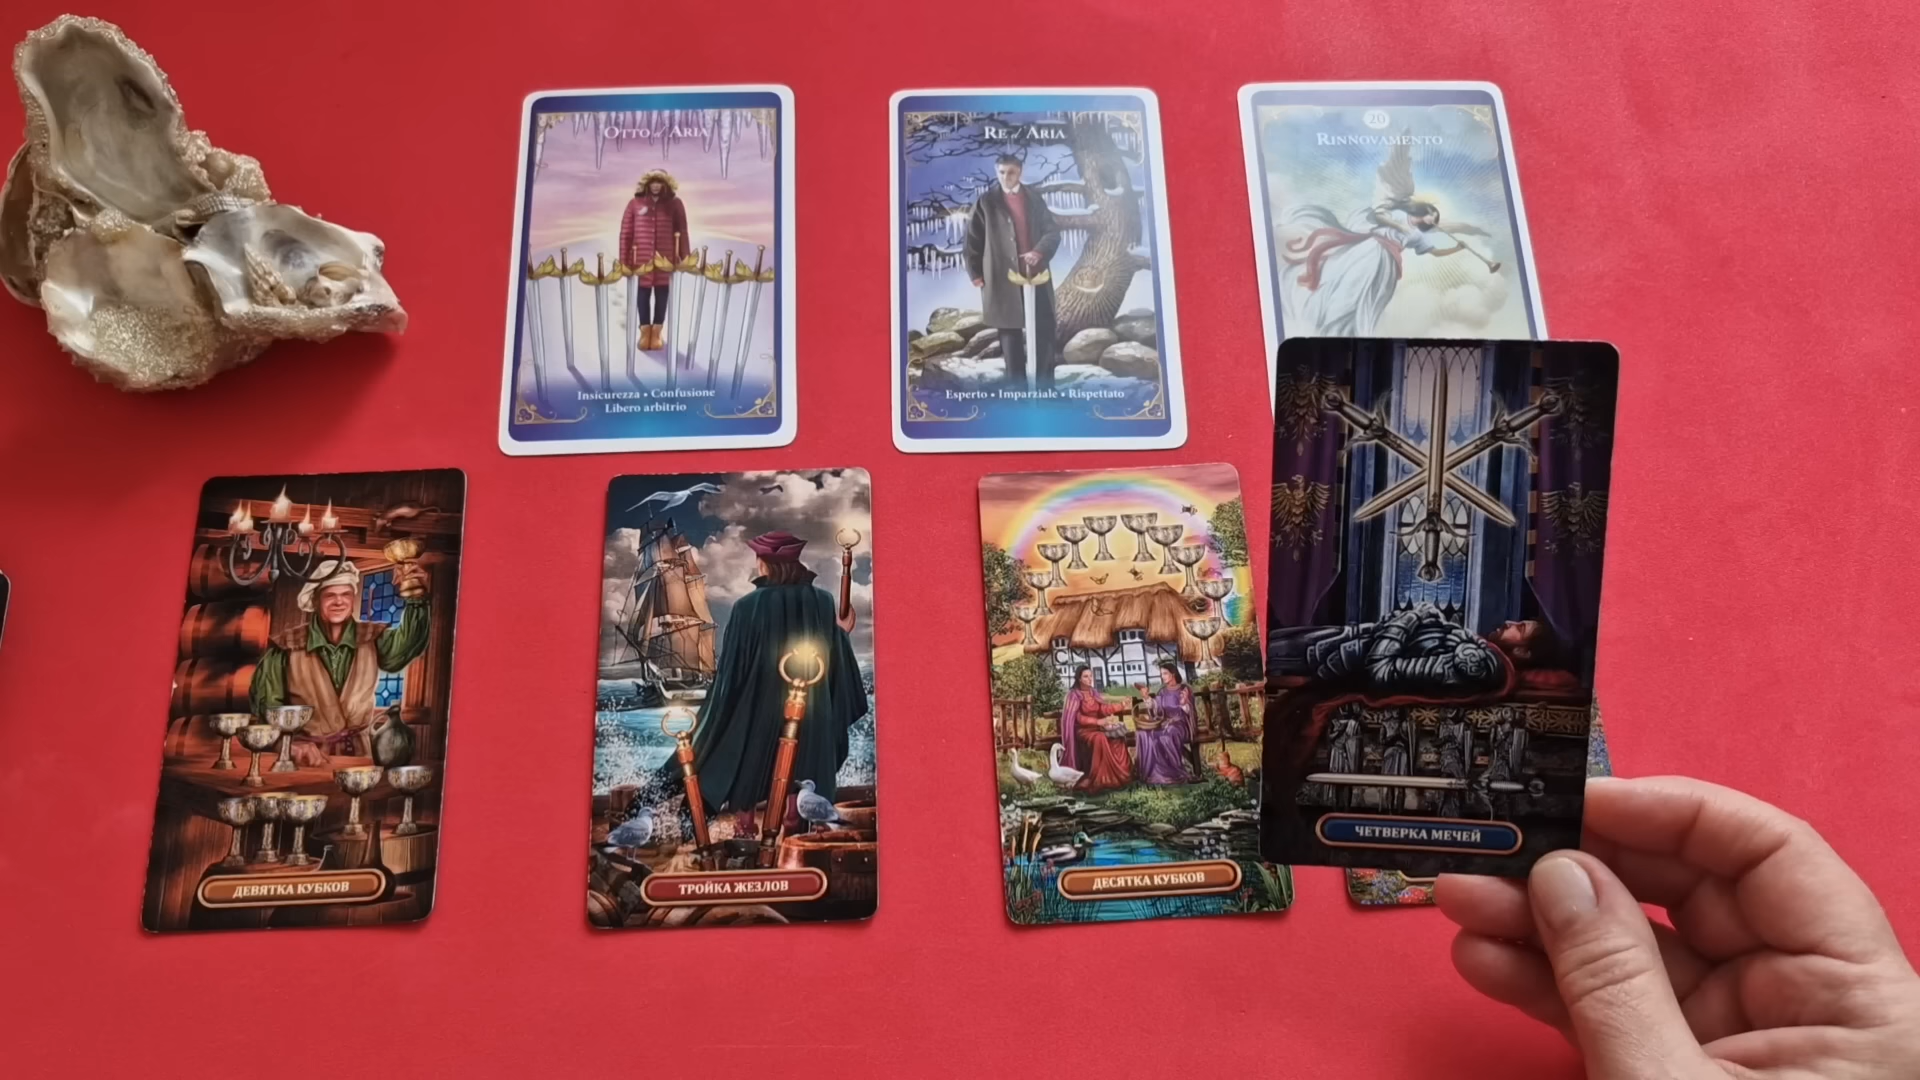 OTTO d'ARIA
Insicurezza • Confusione
Libero arbitrio
RE d'ARIA
Esperto • Imparziale • Rispettato
20
RINNOVAMENTO
ДЕВЯТКА КУБКОВ
ТРОЙКА ЖЕЗЛОВ
ДЕСЯТКА КУБКОВ
ЧЕТВЕРКА МЕЧЕЙ